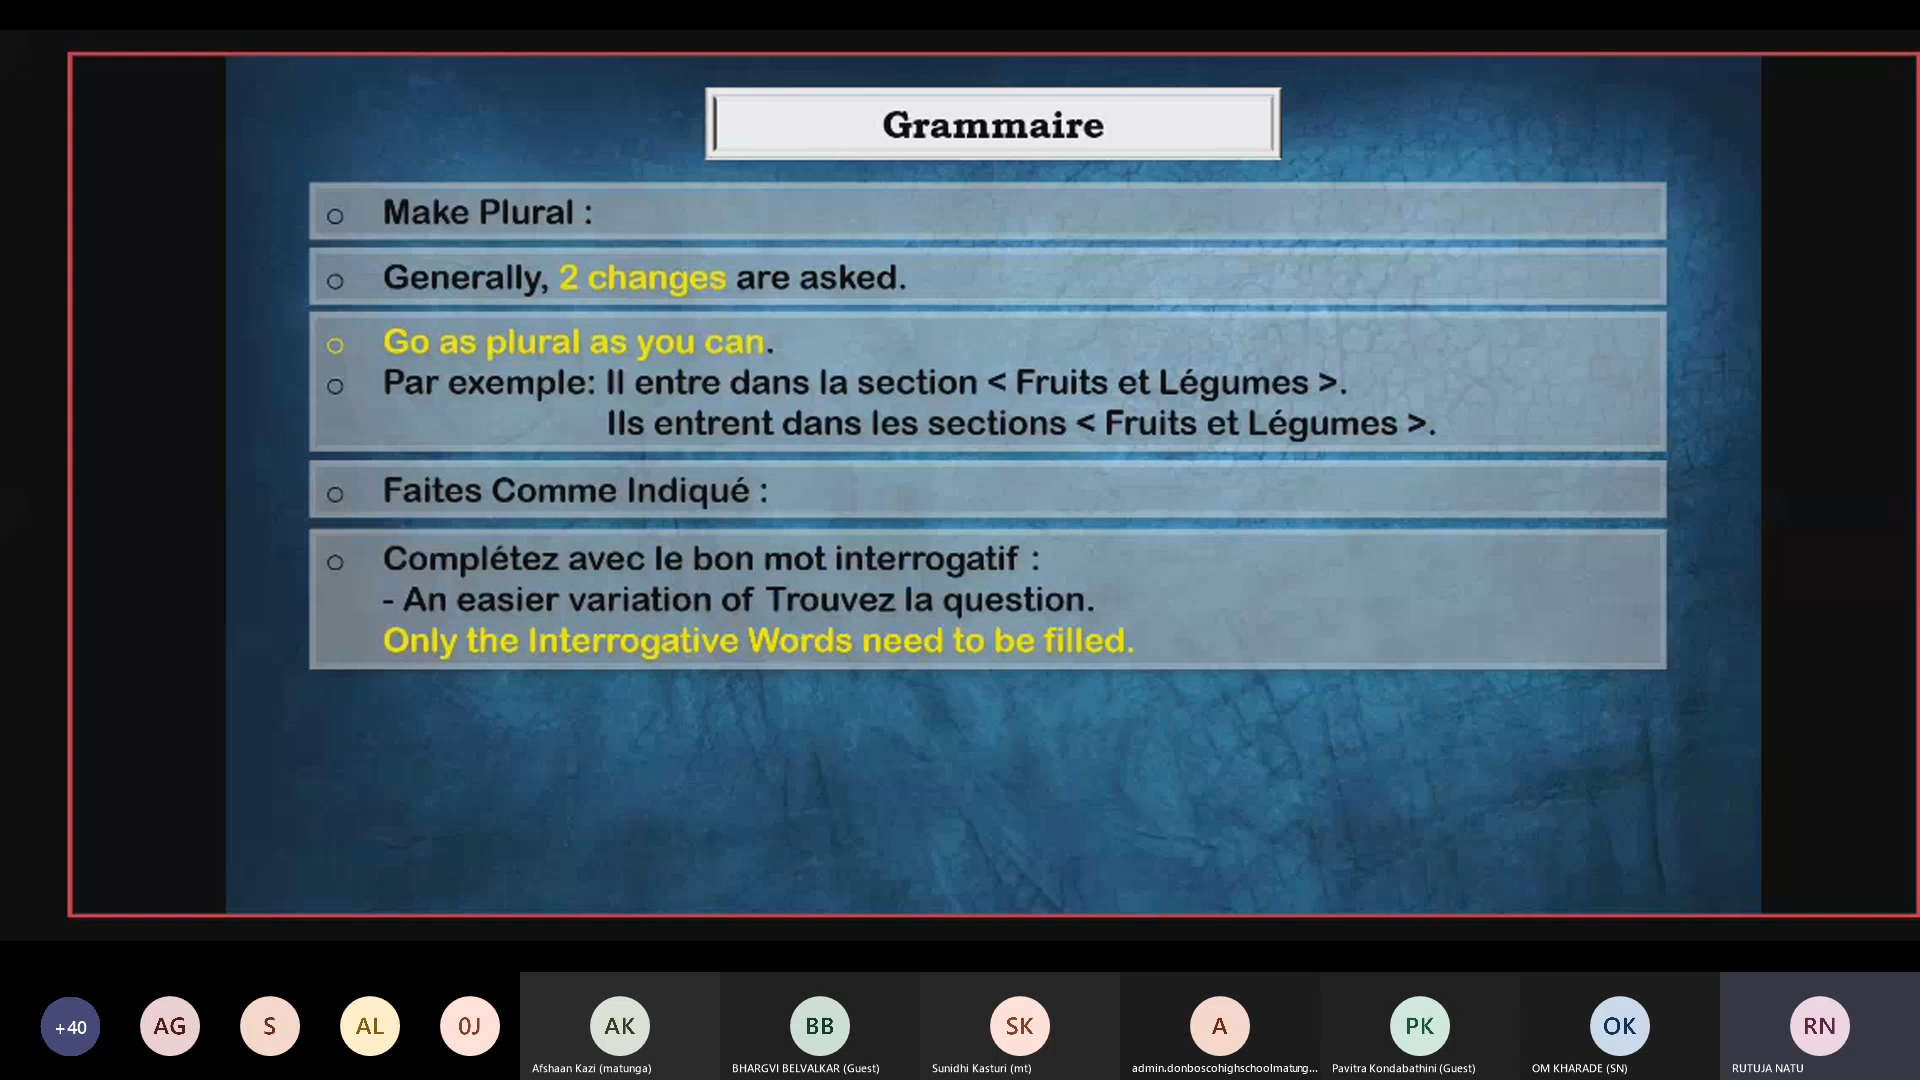 Grammaire
o Make Plural :
o Generally, 2 changes are asked.
o Go as plural as you can.
o Par exemple: Il entre dans la section < Fruits et Légumes >.
Ils entrent dans les sections < Fruits et Légumes >.
o Faites Comme Indiqué :
o Complétez avec le bon mot interrogatif :
- An easier variation of Trouvez la question.
Only the Interrogative Words need to be filled.
+40 AG S AL 0J AK BB SK A PK OK RN
Afshaan Kazi (matunga) BHARGVI BELVALKAR (Guest) Sunidhi Kasturi (mt) admin.donboscohighschoolmatung... Pavitra Kondabathini (Guest) OM KHARADE (SN) RUTUJA NATU